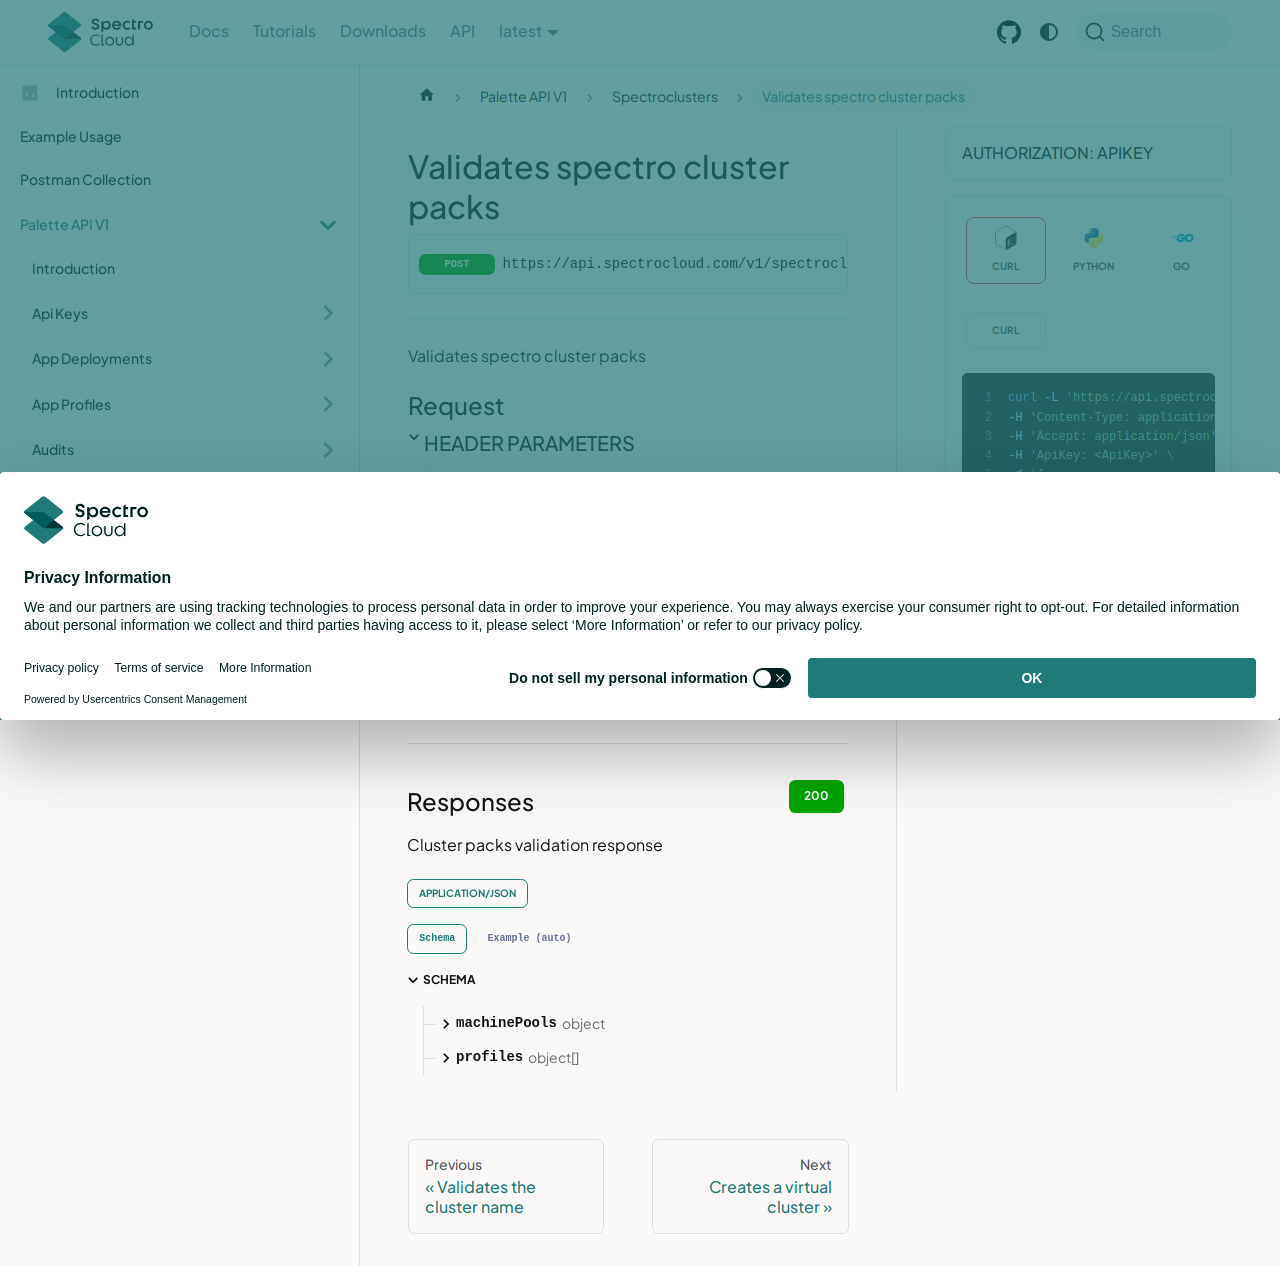 Spectro Cloud
Docs
Tutorials
Downloads
API
latest
Search
Introduction
Example Usage
Postman Collection
Palette API V1
Introduction
Api Keys
App Deployments
App Profiles
Audits
Palette API V1
Spectroclusters
Validates spectro cluster packs
Validates spectro cluster
packs
POST https://api.spectrocloud.com/v1/spectrocl
Validates spectro cluster packs
Request
HEADER PARAMETERS
AUTHORIZATION: APIKEY
CURL
PYTHON
GO
CURL
1 curl -L 'https://api.spectroc
2 -H 'Content-Type: application
3 -H 'Accept: application/json'
4 -H 'ApiKey: <ApiKey>' \
Spectro
Cloud
Privacy Information
We and our partners are using tracking technologies to process personal data in order to improve your experience. You may always exercise your consumer right to opt-out. For detailed information
about personal information we collect and third parties having access to it, please select ‘More Information’ or refer to our privacy policy.
Privacy policy
Terms of service
More Information
Powered by Usercentrics Consent Management
Do not sell my personal information
OK
Responses
200
Cluster packs validation response
APPLICATION/JSON
Schema
Example (auto)
SCHEMA
machinePools object
profiles object[]
Previous
« Validates the
cluster name
Next
Creates a virtual
cluster »